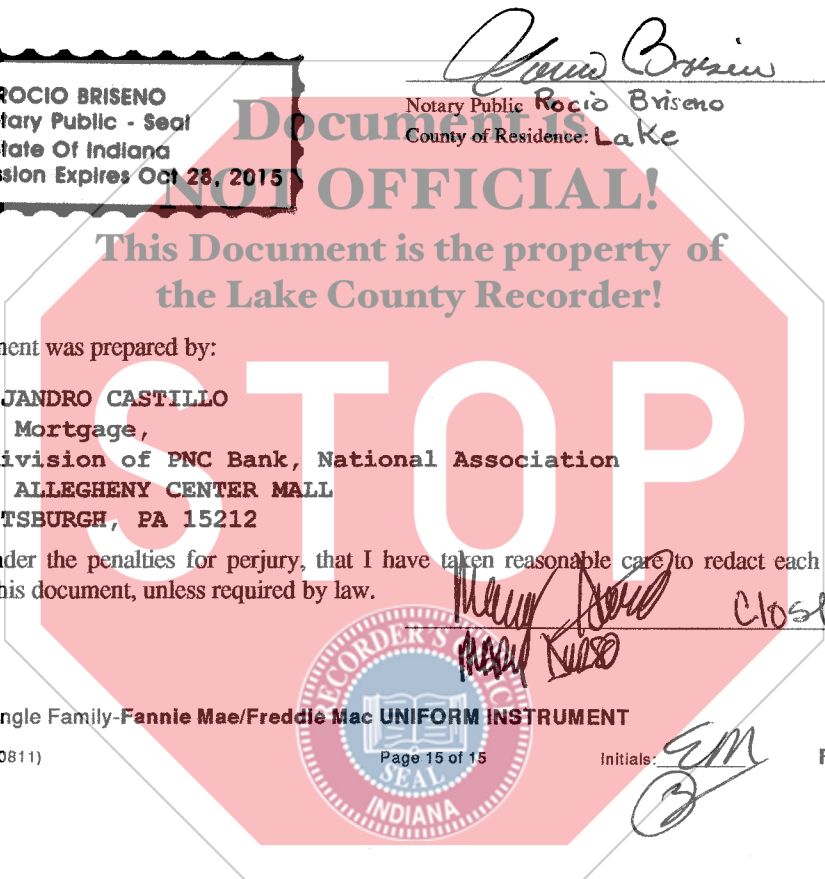 ROCIO BRISENO
tary Public - Seal
tate Of Indiana
ssion Expires Oct 28, 2015
Notary Public Rocio Briseno
County of Residence: Lake
Document is
NOT OFFICIAL!
This Document is the property of
the Lake County Recorder!
ment was prepared by:
JANDRO CASTILLO
Mortgage,
ivision of PNC Bank, National Association
ALLEGHENY CENTER MALL
TSBURGH, PA 15212
STOP
der the penalties for perjury, that I have taken reasonable care to redact each
his document, unless required by law.
RECORDER'S OFFICE
SEAL
INDIANA
ngle Family-Fannie Mae/Freddie Mac UNIFORM INSTRUMENT
0811)
Page 15 of 15
Initials: EM